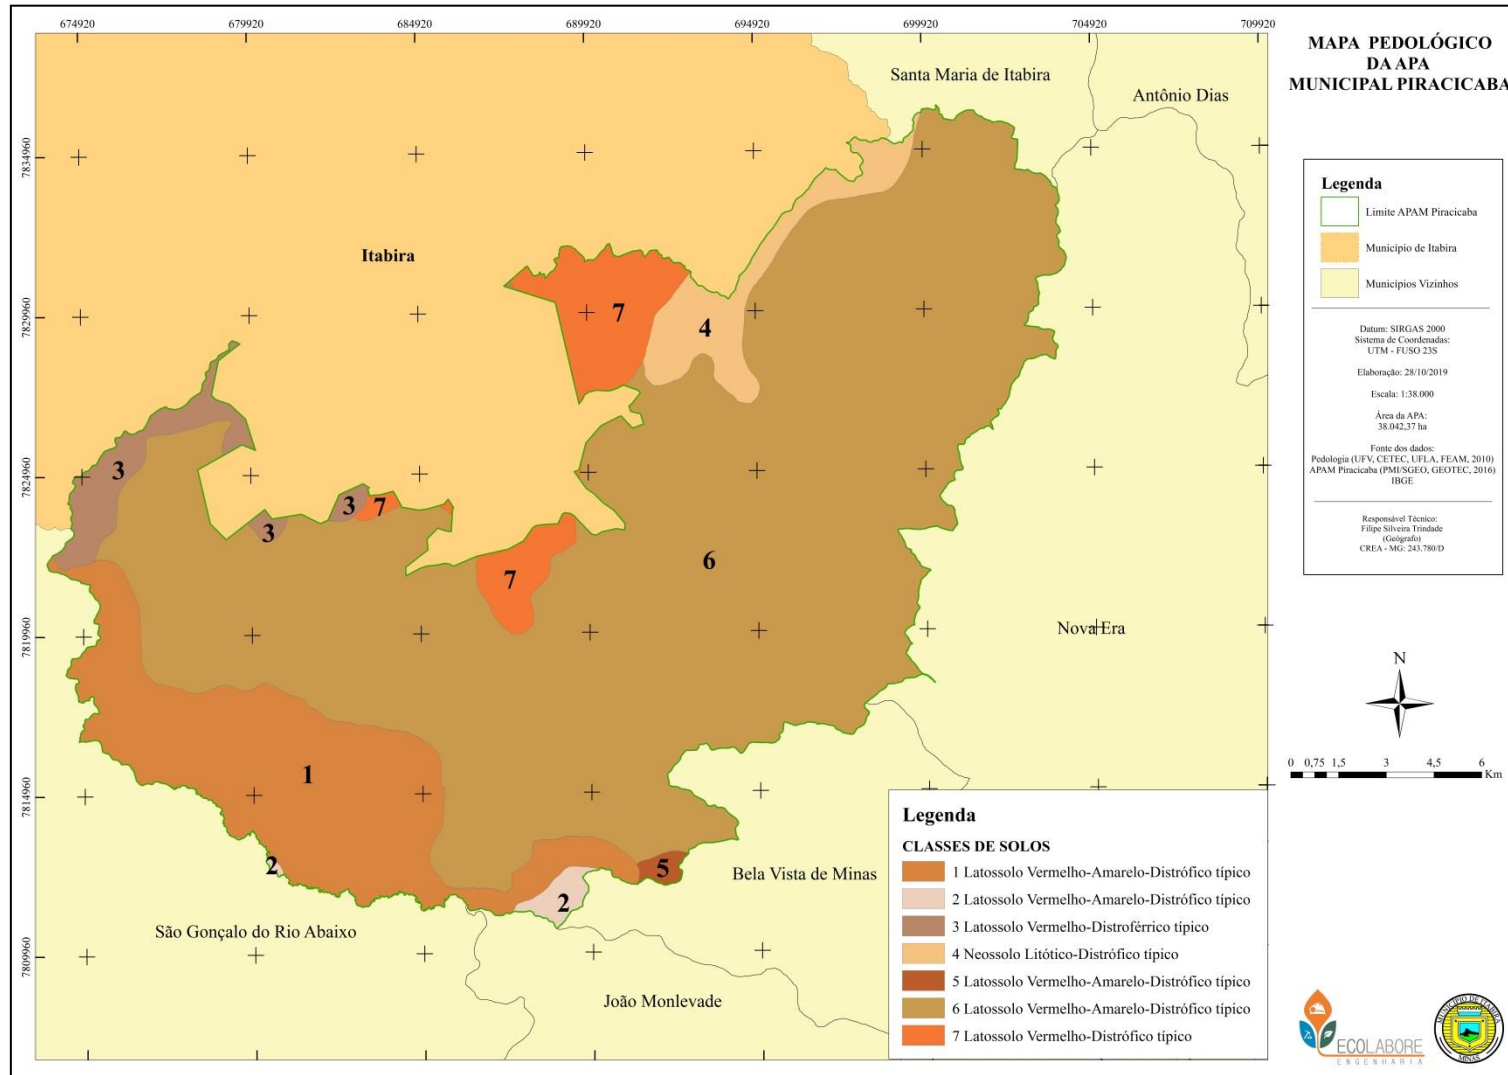 674920
679920
684920
689920
694920
699920
704920
709920
7834960
7829960
7824960
7819960
7814960
7809960
Santa Maria de Itabira
Antônio Dias
Itabira
7
4
3
3
3
7
7
6
Nova Era
1
2
2
5
Bela Vista de Minas
São Gonçalo do Rio Abaixo
João Monlevade
Legenda
CLASSES DE SOLOS
1 Latossolo Vermelho-Amarelo-Distrófico típico
2 Latossolo Vermelho-Amarelo-Distrófico típico
3 Latossolo Vermelho-Distroférrico típico
4 Neossolo Litótico-Distrófico típico
5 Latossolo Vermelho-Amarelo-Distrófico típico
6 Latossolo Vermelho-Amarelo-Distrófico típico
7 Latossolo Vermelho-Distrófico típico
MAPA PEDOLÓGICO
DA APA
MUNICIPAL PIRACICABA
Legenda
Limite APAM Piracicaba
Município de Itabira
Municípios Vizinhos
Datum: SIRGAS 2000
Sistema de Coordenadas:
UTM - FUSO 23S
Elaboração: 28/10/2019
Escala: 1:38.000
Área da APA:
38.042,37 ha
Fonte dos dados:
Pedologia (UFV, CETEC, UFLA, FEAM, 2010)
APAM Piracicaba (PMI/SGEO, GEOTEC, 2016)
IBGE
Responsável Técnico:
Filipe Silveira Trindade
(Geógrafo)
CREA - MG: 243.780/D
N
0 0,75 1,5 3 4,5 6
Km
ECOLABORE
ENGENHARIA
MUNICÍPIO DE ITABIRA
MINAS